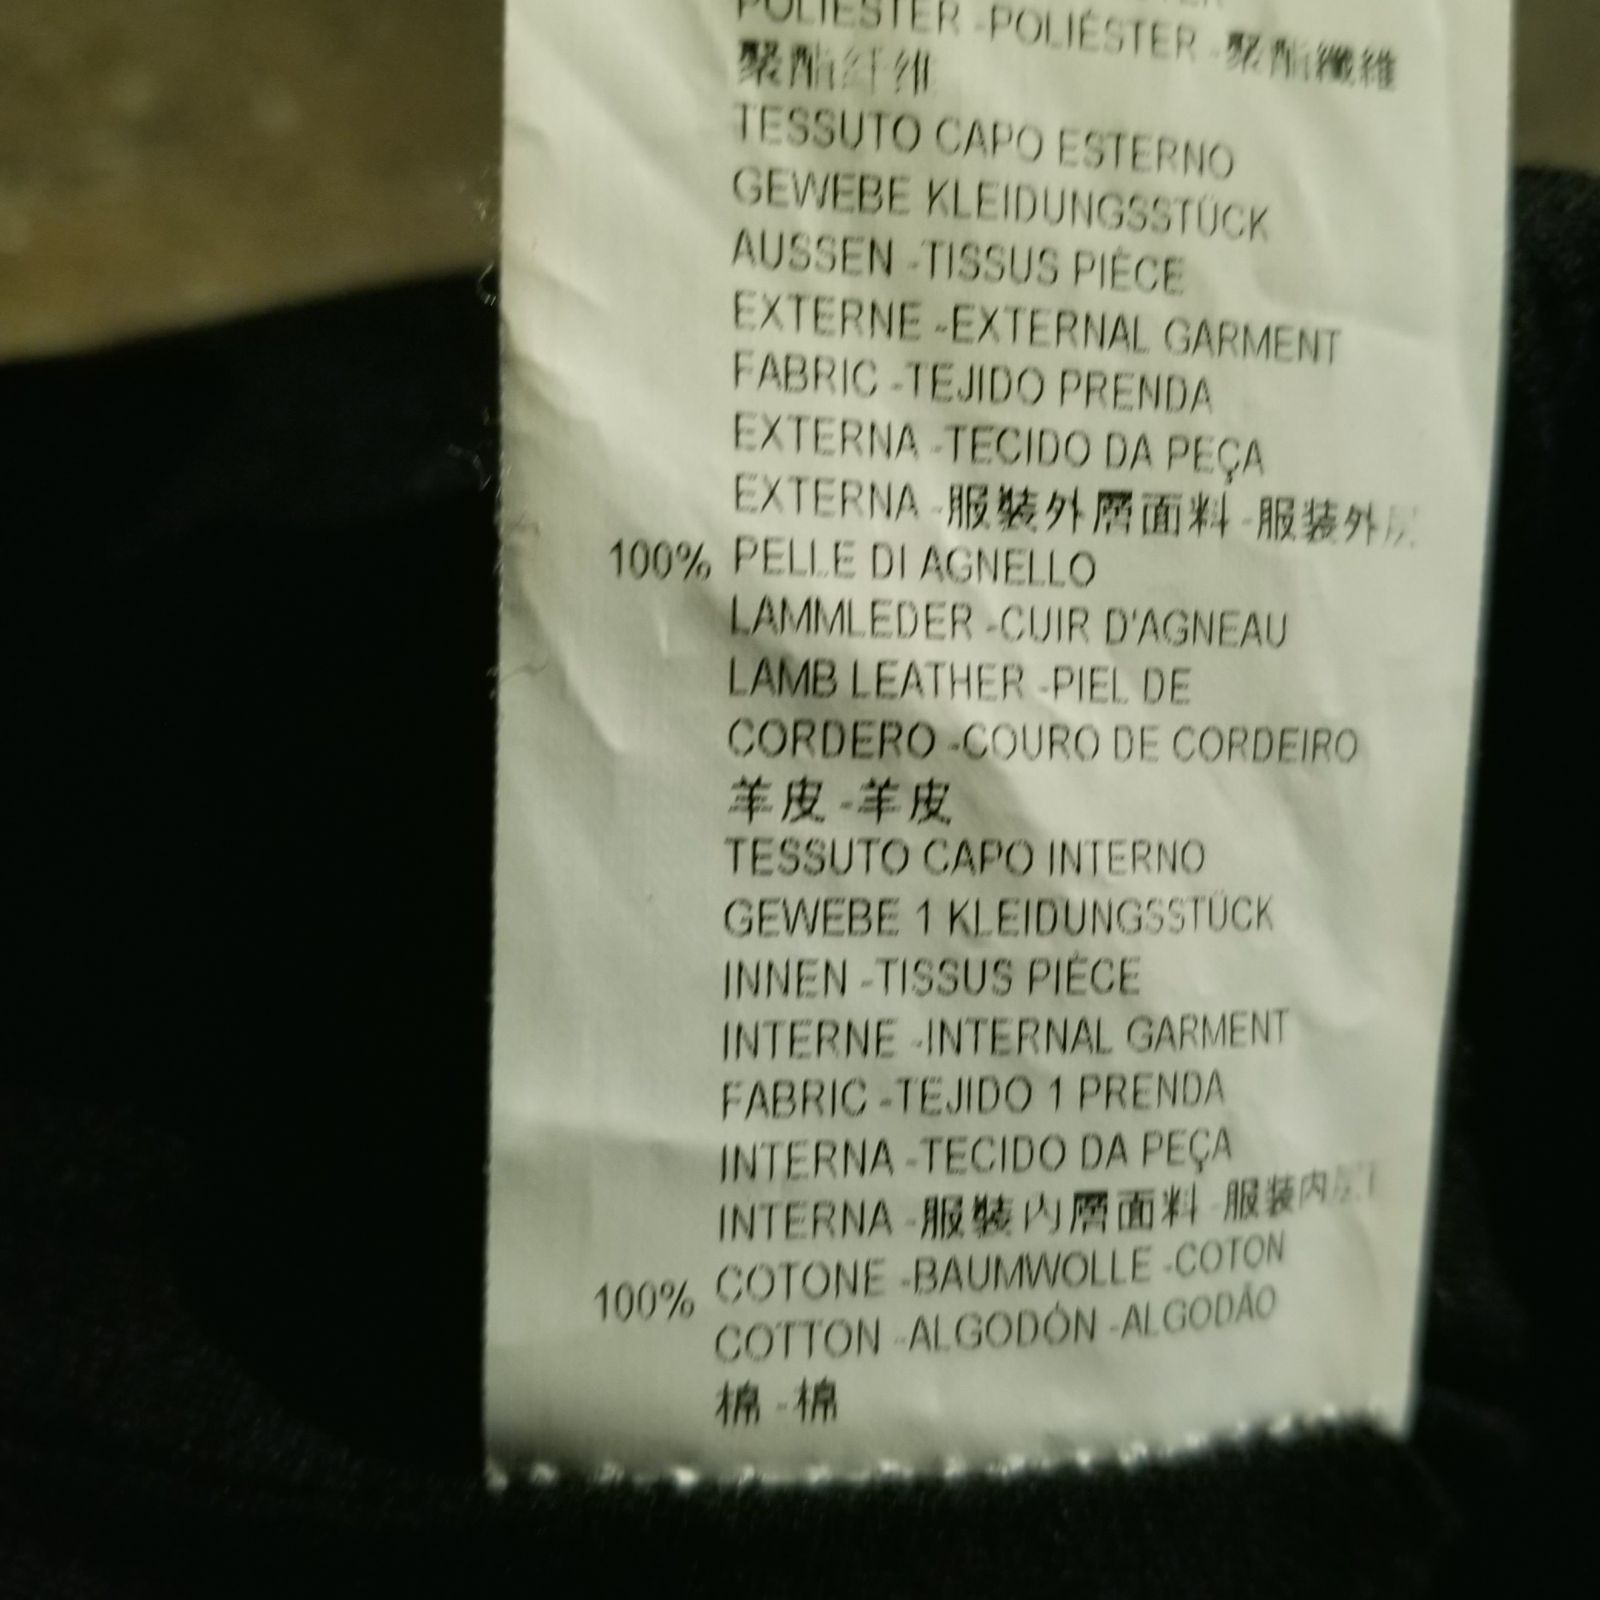 POLIESTER -POLIÉSTER -聚酯纖維
聚酯纤维
TESSUTO CAPO ESTERNO
GEWEBE KLEIDUNGSSTÜCK
AUSSEN -TISSUS PIÈCE
EXTERNE -EXTERNAL GARMENT
FABRIC -TEJIDO PRENDA
EXTERNA -TECIDO DA PEÇA
EXTERNA -服裝外層面料 -服装外层
100% PELLE DI AGNELLO
LAMMLEDER -CUIR D'AGNEAU
LAMB LEATHER -PIEL DE
CORDERO -COURO DE CORDEIRO
羊皮 -羊皮
TESSUTO CAPO INTERNO
GEWEBE 1 KLEIDUNGSSTÜCK
INNEN -TISSUS PIÈCE
INTERNE -INTERNAL GARMENT
FABRIC -TEJIDO 1 PRENDA
INTERNA -TECIDO DA PEÇA
INTERNA -服裝内層面料 -服装内层
100% COTONE -BAUMWOLLE -COTON
COTTON -ALGODÓN -ALGODÃO
棉 -棉